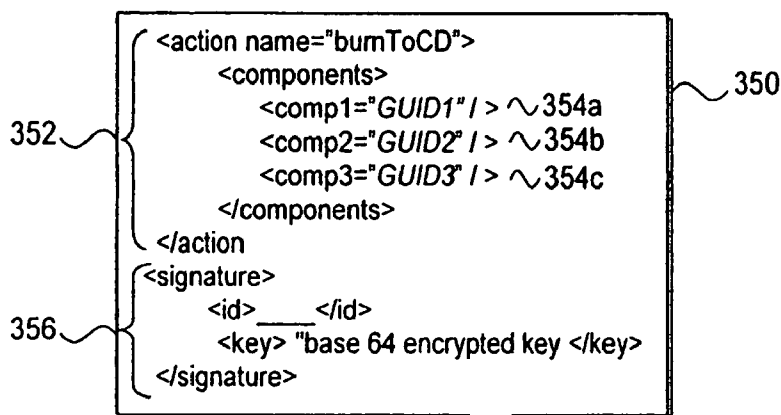 <action name="burnToCD">
<components>
<comp1="GUID1" / > 354a
<comp2="GUID2" / > 354b
<comp3="GUID3" / > 354c
</components>
</action
<signature>
<id>____</id>
<key> "base 64 encrypted key </key>
</signature>
350
352
356